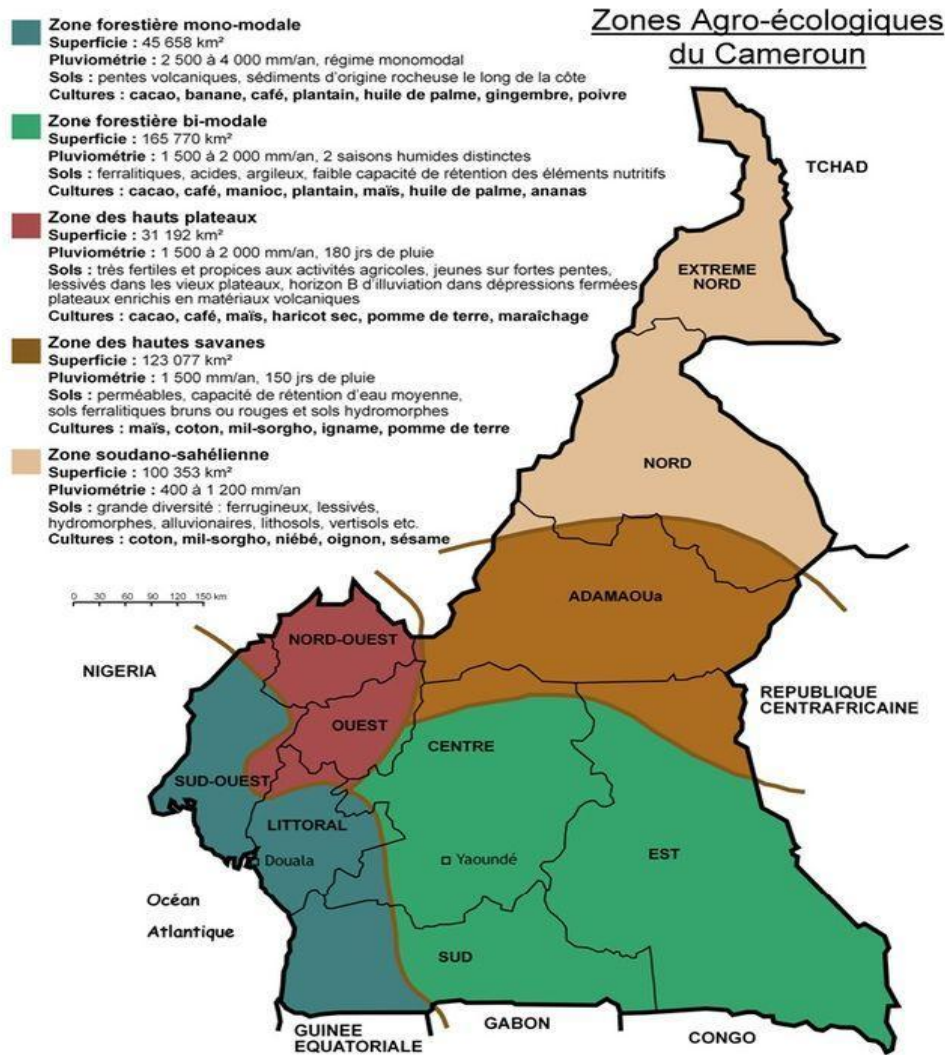 Zones Agro-écologiques
du Cameroun
Zone forestière mono-modale
Superficie : 45 658 km²
Pluviométrie : 2 500 à 4 000 mm/an, régime monomodal
Sols : pentes volcaniques, sédiments d'origine rocheuse le long de la côte
Cultures : cacao, banane, café, plantain, huile de palme, gingembre, poivre
Zone forestière bi-modale
Superficie : 165 770 km²
Pluviométrie : 1 500 à 2 000 mm/an, 2 saisons humides distinctes
Sols : ferralitiques, acides, argileux, faible capacité de rétention des éléments nutritifs
Cultures : cacao, café, manioc, plantain, maïs, huile de palme, ananas
Zone des hauts plateaux
Superficie : 31 192 km²
Pluviométrie : 1 500 à 2 000 mm/an, 180 jrs de pluie
Sols : très fertiles et propices aux activités agricoles, jeunes sur fortes pentes,
lessivés dans les vieux plateaux, horizon B d'illuviation dans dépressions fermées
plateaux enrichis en matériaux volcaniques
Cultures : cacao, café, maïs, haricot sec, pomme de terre, maraîchage
Zone des hautes savanes
Superficie : 123 077 km²
Pluviométrie : 1 500 mm/an, 150 jrs de pluie
Sols : perméables, capacité de rétention d'eau moyenne,
sols ferralitiques bruns ou rouges et sols hydromorphes
Cultures : maïs, coton, mil-sorgho, igname, pomme de terre
Zone soudano-sahélienne
Superficie : 100 353 km²
Pluviométrie : 400 à 1 200 mm/an
Sols : grande diversité : ferrugineux, lessivés,
hydromorphes, alluvionaires, lithosols, vertisols etc.
Cultures : coton, mil-sorgho, niébé, oignon, sésame
TCHAD
EXTREME
NORD
NORD
0 30 60 90 120 150 km
ADAMAOUa
NORD-OUEST
NIGERIA
REPUBLIQUE
CENTRAFRICAINE
OUEST
CENTRE
SUD-OUEST
LITTORAL
EST
Douala
Yaoundé
Océan
Atlantique
SUD
GUINEE
EQUATORIALE
GABON
CONGO